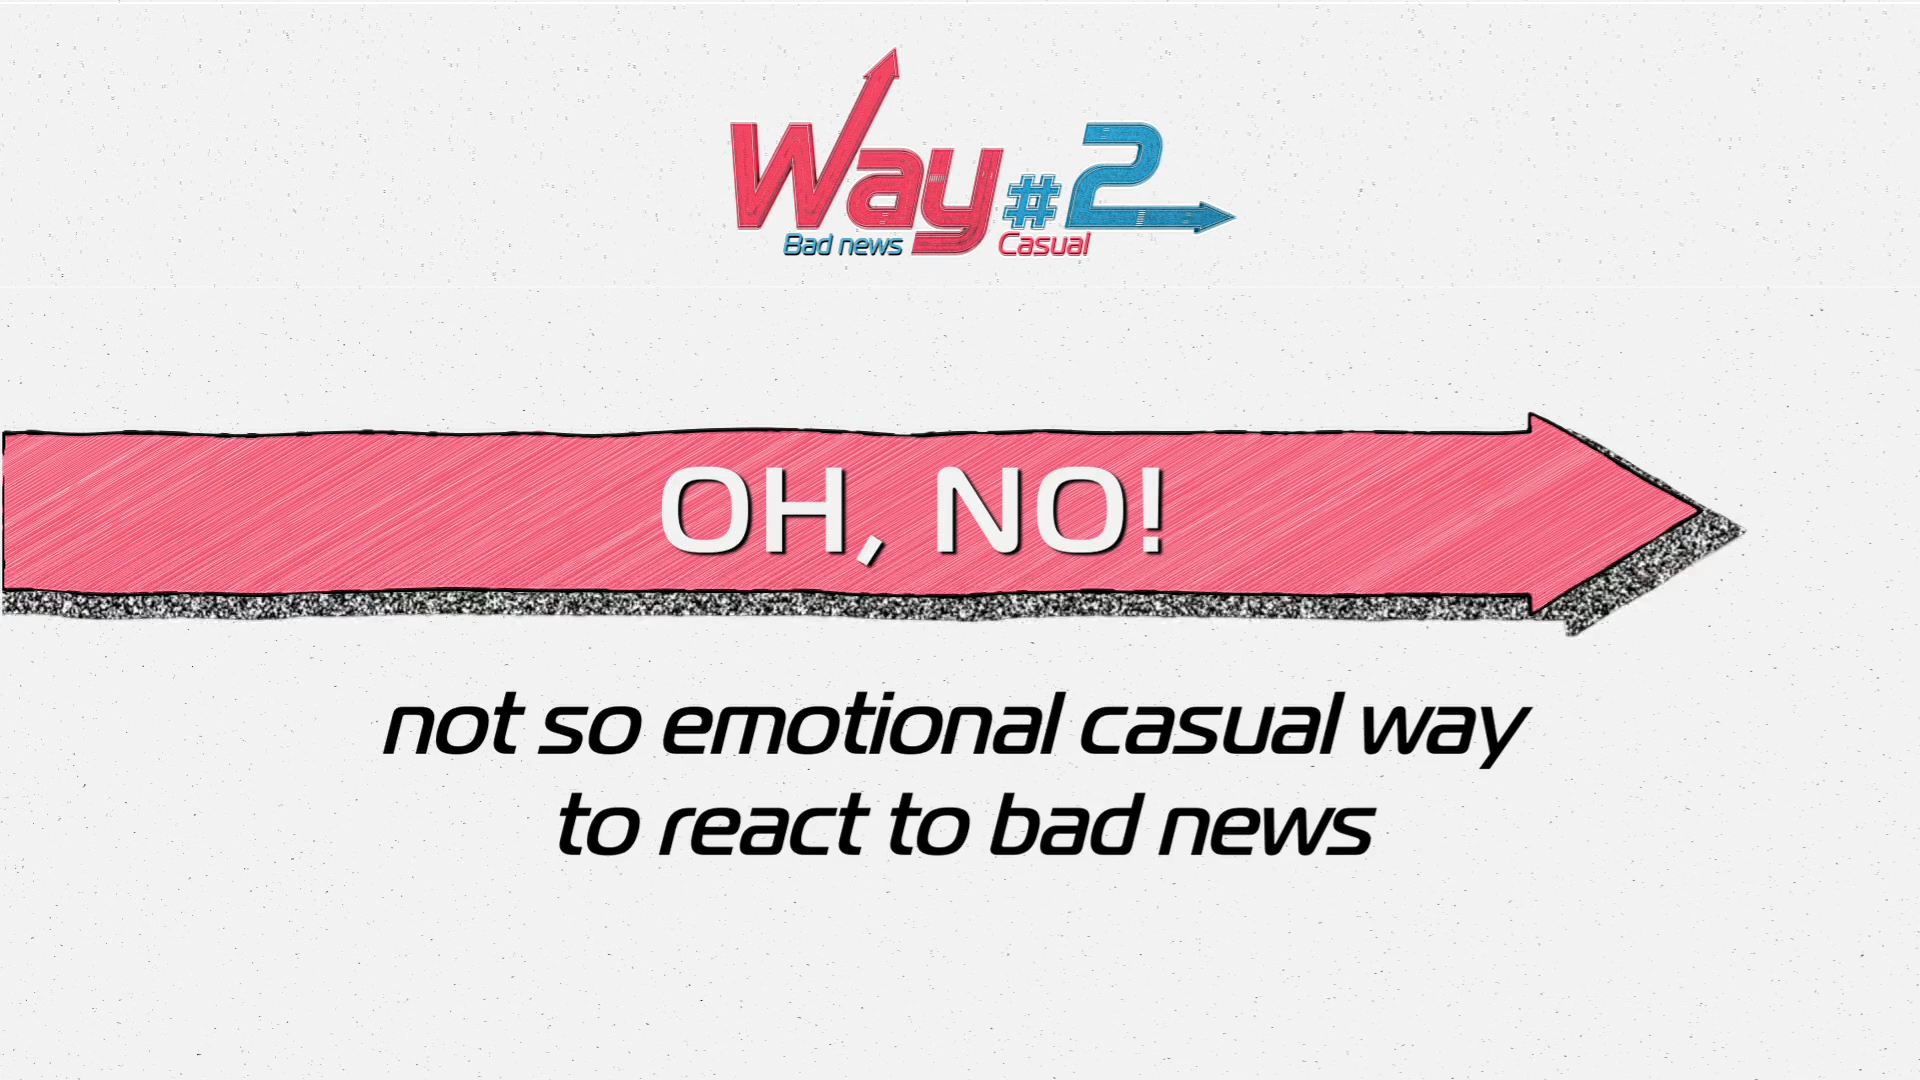 Way #2
Bad news Casual
OH, NO!
not so emotional casual way
to react to bad news